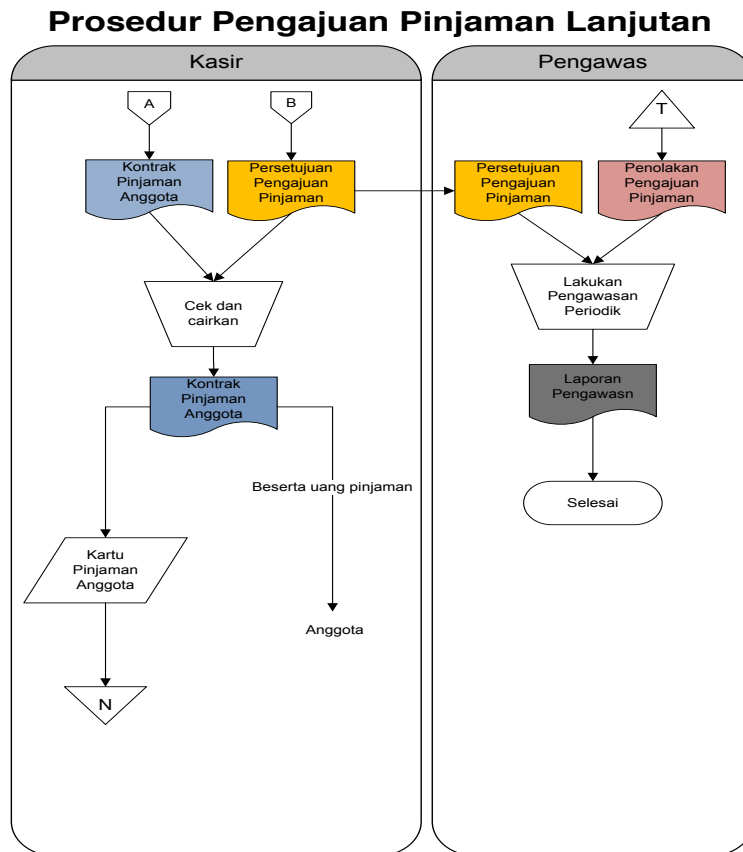 Prosedur Pengajuan Pinjaman Lanjutan
Kasir
Pengawas
A
B
T
Kontrak
Pinjaman
Anggota
Persetujuan
Pengajuan
Pinjaman
Persetujuan
Pengajuan
Pinjaman
Penolakan
Pengajuan
Pinjaman
Cek dan
cairkan
Lakukan
Pengawasan
Periodik
Kontrak
Pinjaman
Anggota
Laporan
Pengawasn
Beserta uang pinjaman
Selesai
Kartu
Pinjaman
Anggota
Anggota
N